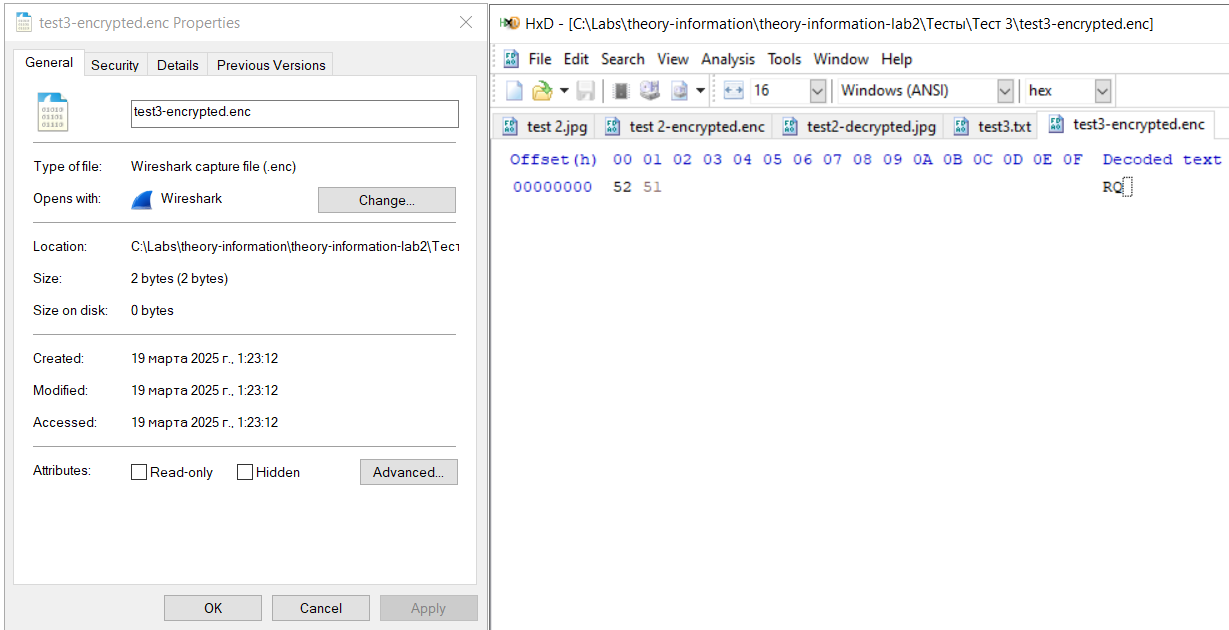 test3-encrypted.enc Properties
General Security Details Previous Versions
01010
01101
01110
test3-encrypted.enc
Type of file: Wireshark capture file (.enc)
Opens with: Wireshark Change...
Location: C:\Labs\theory-information\theory-information-lab2\Тест
Size: 2 bytes (2 bytes)
Size on disk: 0 bytes
Created: 19 марта 2025 г., 1:23:12
Modified: 19 марта 2025 г., 1:23:12
Accessed: 19 марта 2025 г., 1:23:12
Attributes: Read-only Hidden Advanced...
OK Cancel Apply
HxD - [C:\Labs\theory-information\theory-information-lab2\Тесты\Тест 3\test3-encrypted.enc]
File Edit Search View Analysis Tools Window Help
16 Windows (ANSI) hex
test 2.jpg test 2-encrypted.enc test2-decrypted.jpg test3.txt test3-encrypted.enc
Offset(h) 00 01 02 03 04 05 06 07 08 09 0A 0B 0C 0D 0E 0F Decoded text
00000000 52 51 RQ